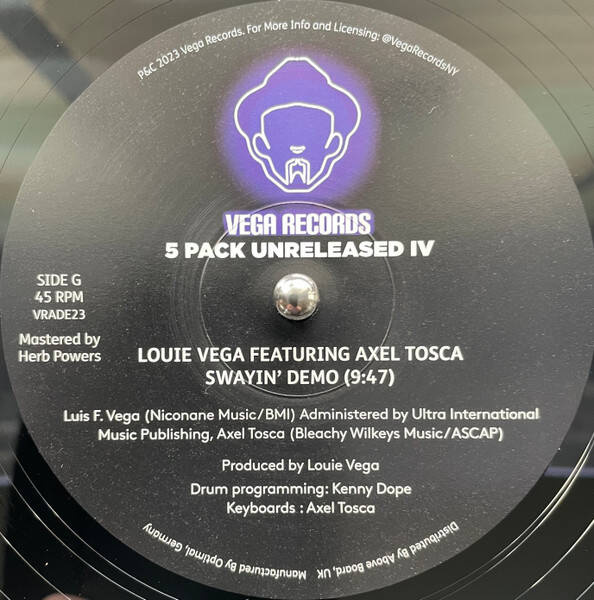 P&C 2023 Vega Records. For More Info and Licensing: @VegaRecordsNY
VEGA RECORDS
5 PACK UNRELEASED IV
SIDE G
45 RPM
VRADE23
Mastered by
Herb Powers
LOUIE VEGA FEATURING AXEL TOSCA
SWAYIN' DEMO (9:47)
Luis F. Vega (Niconane Music/BMI) Administered by Ultra International
Music Publishing, Axel Tosca (Bleachy Wilkeys Music/ASCAP)
Produced by Louie Vega
Drum programming: Kenny Dope
Keyboards : Axel Tosca
Distributed By Above Board, UK
Manufactured By Optimal, Germany